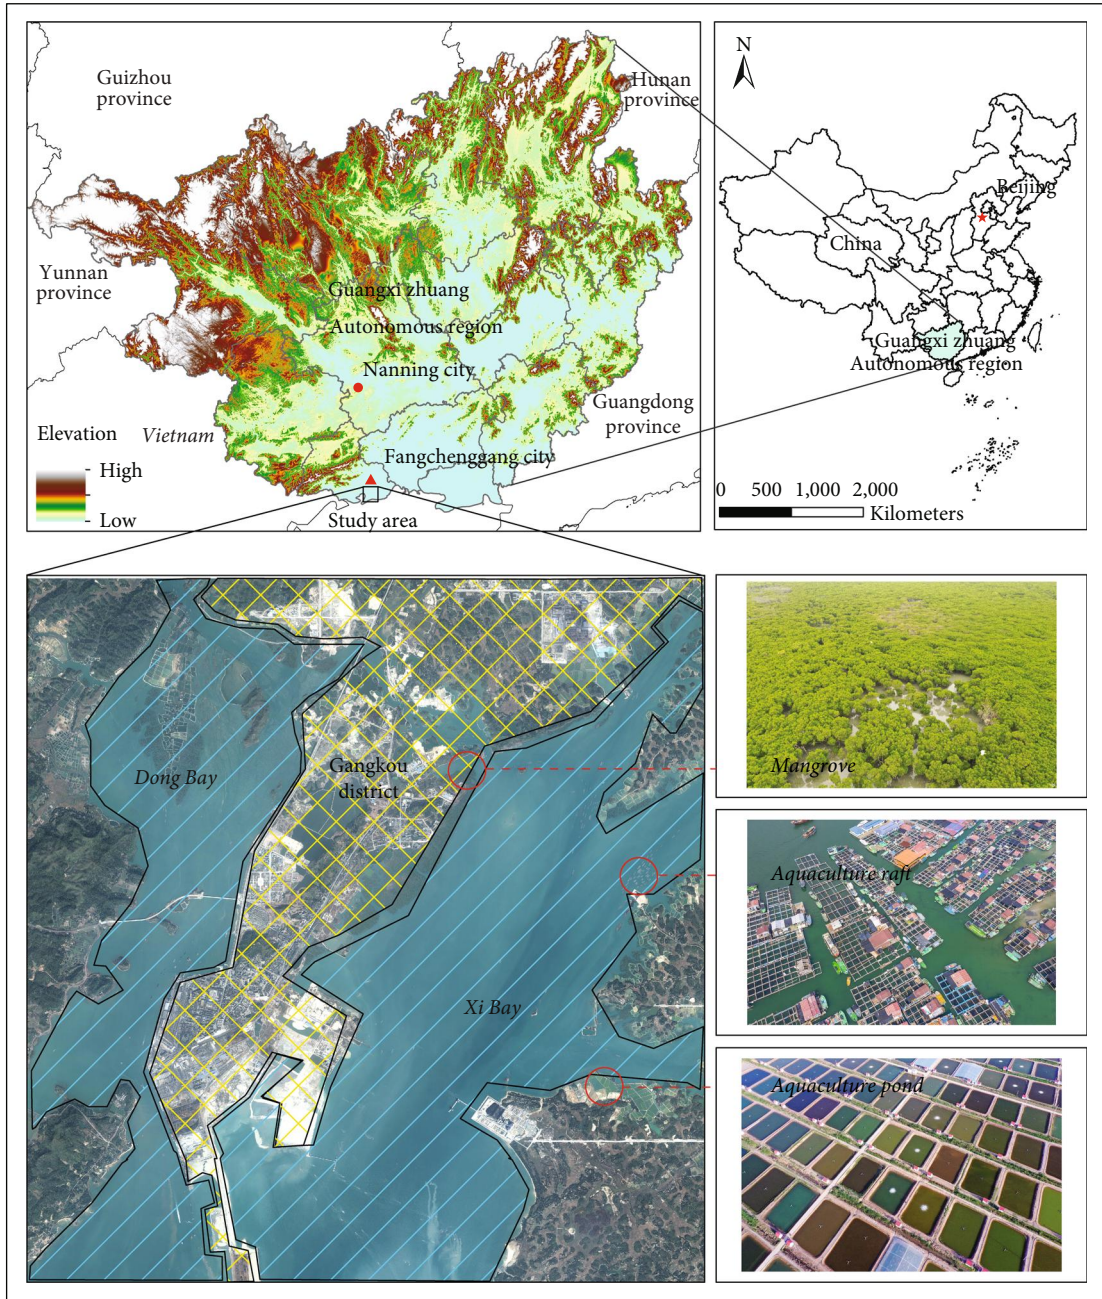 Guizhou
province
Hunan
province
Yunnan
province
Guangxi zhuang
Autonomous region
Nanning city
Guangdong
province
Elevation
Vietnam
Fangchenggang city
High
Low
Study area
N
Beijing
China
Guangxi zhuang
Autonomous region
0 500 1,000 2,000
Kilometers
Dong Bay
Gangkou
district
Xi Bay
Mangrove
Aquaculture raft
Aquaculture pond